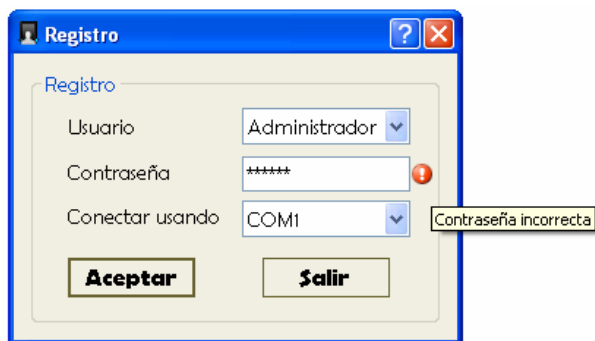 Registro
Registro
Usuario
Administrador
Contraseña
******
Conectar usando
COM1
Contraseña incorrecta
Aceptar
Salir